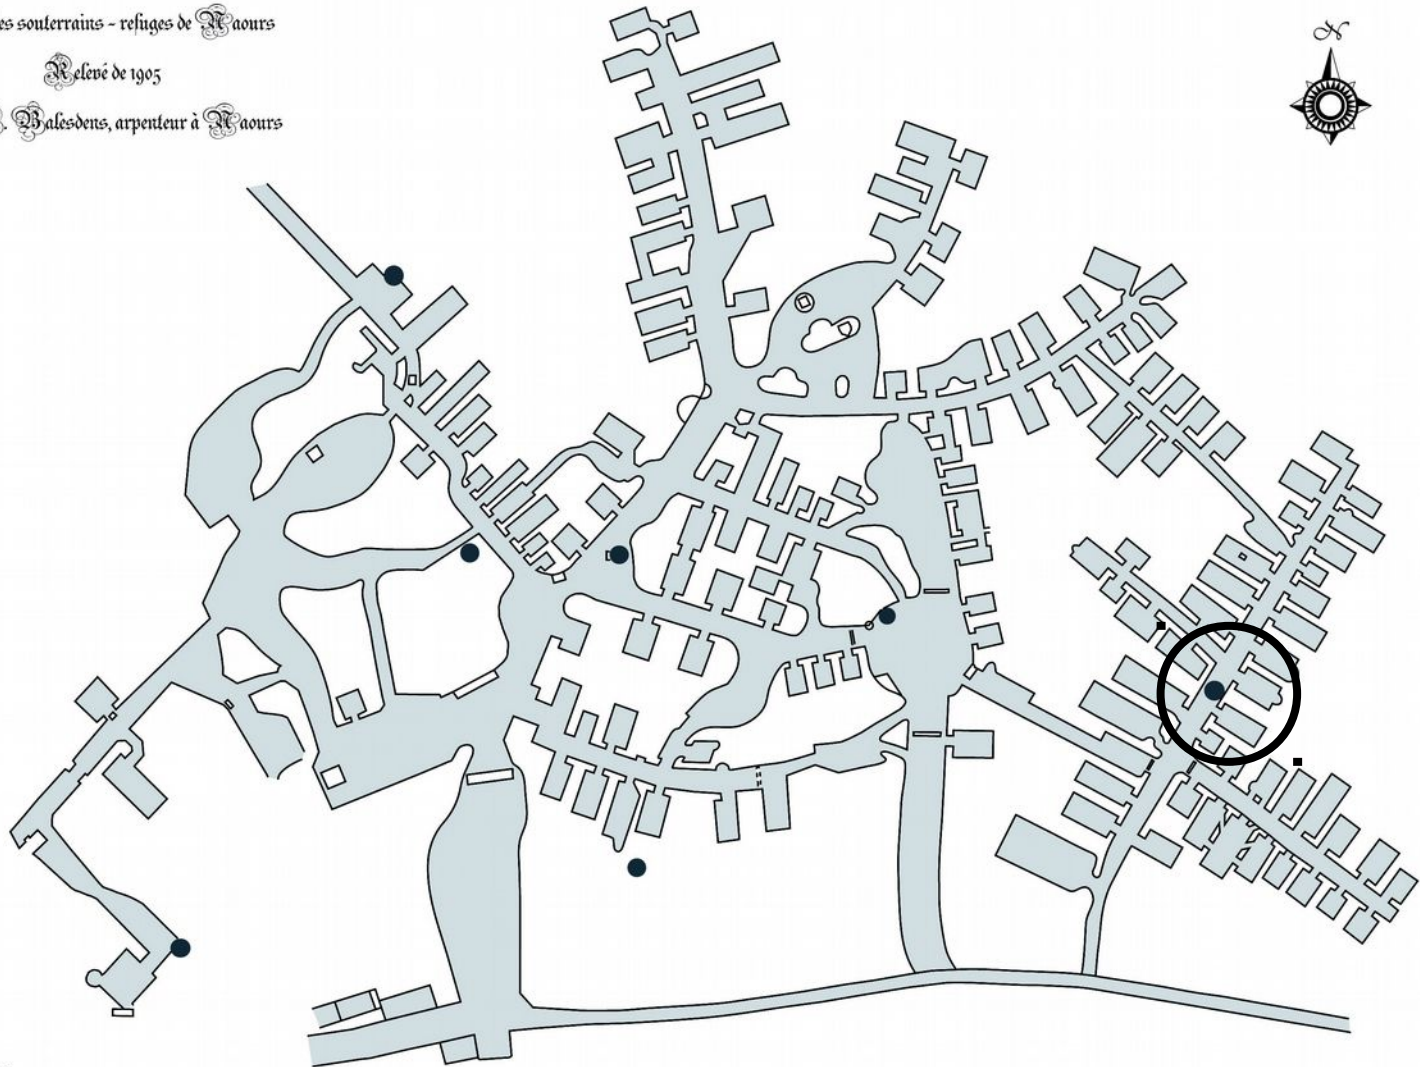 es souterrains - refuges de Naours
Relevé de 1905
. Balesdens, arpenteur à Naours
N